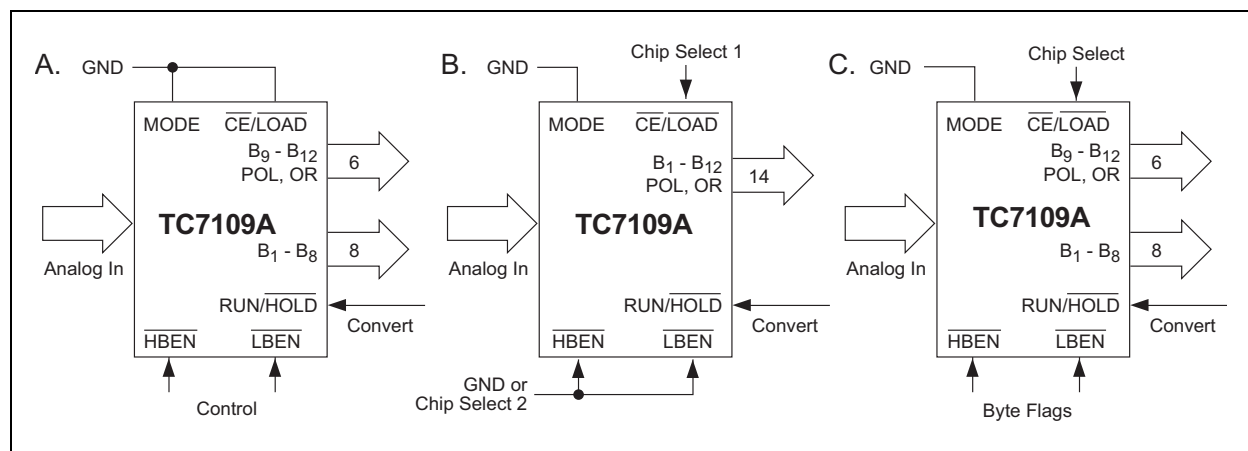 A.
GND
MODE
CE/LOAD
B9 - B12
POL, OR
6
TC7109A
Analog In
B1 - B8
8
RUN/HOLD
Convert
HBEN
LBEN
Control
B.
GND
Chip Select 1
MODE
CE/LOAD
B1 - B12
POL, OR
14
TC7109A
Analog In
RUN/HOLD
Convert
HBEN
LBEN
GND or
Chip Select 2
C.
GND
Chip Select
MODE
CE/LOAD
B9 - B12
POL, OR
6
TC7109A
Analog In
B1 - B8
8
RUN/HOLD
Convert
HBEN
LBEN
Byte Flags